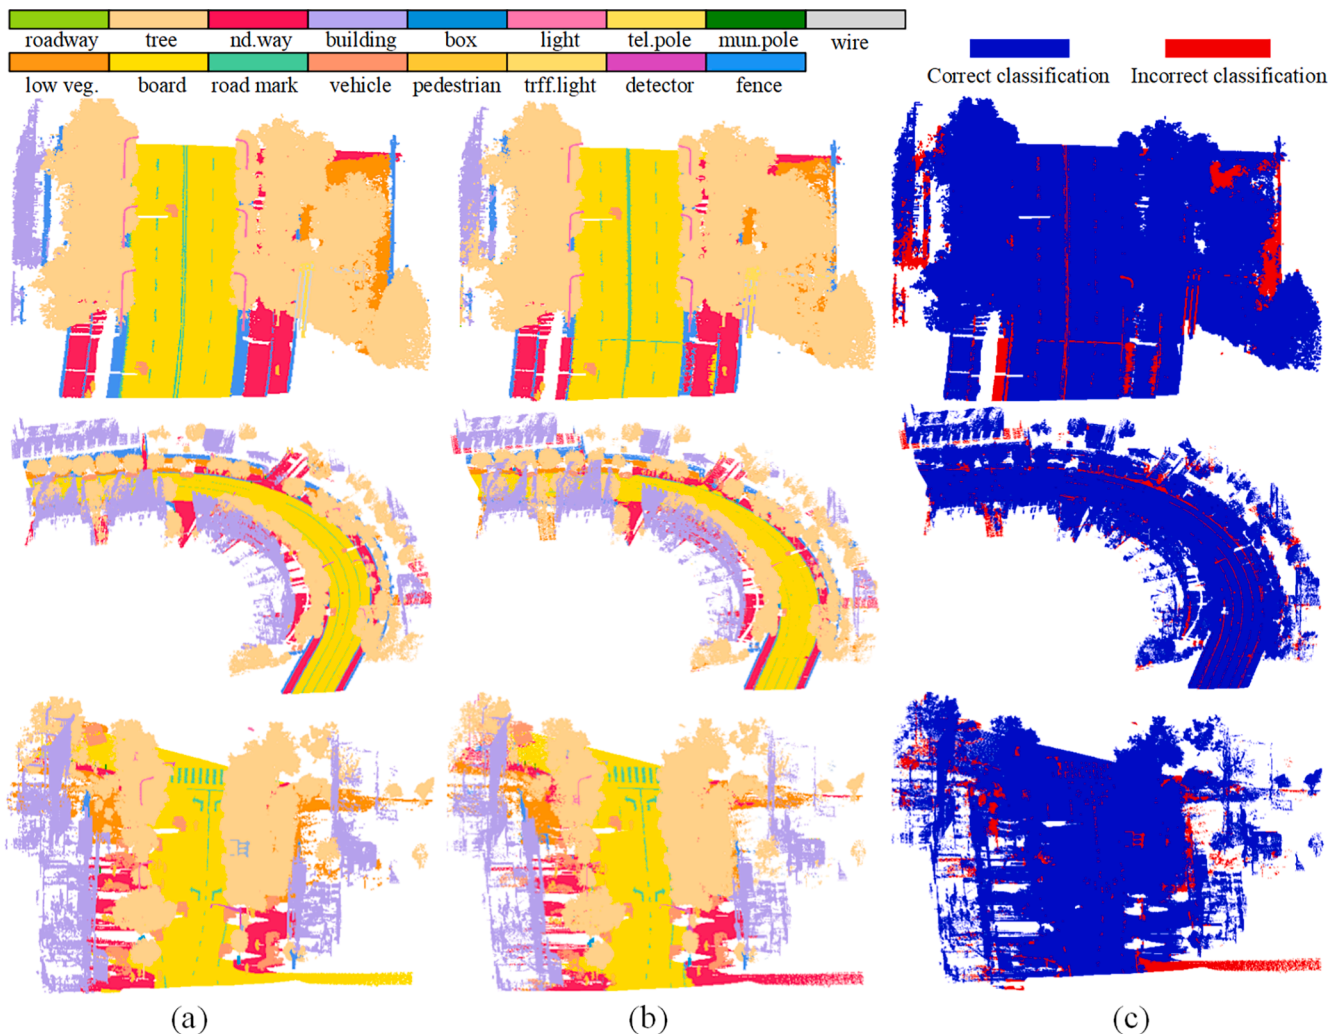 roadway tree nd.way building box light tel.pole mun.pole wire
low veg. board road mark vehicle pedestrian trff.light detector fence
Correct classification Incorrect classification
(a) (b) (c)